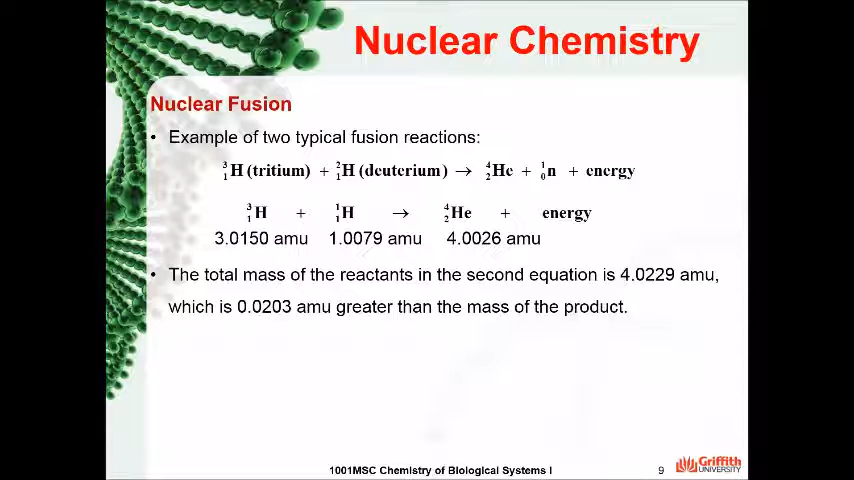 Nuclear Chemistry
Nuclear Fusion
• Example of two typical fusion reactions:
³₁H (tritium) + ²₁H (deuterium) → ⁴₂He + ¹₀n + energy
³₁H + ¹₁H → ⁴₂He + energy
3.0150 amu 1.0079 amu 4.0026 amu
• The total mass of the reactants in the second equation is 4.0229 amu,
which is 0.0203 amu greater than the mass of the product.
1001MSC Chemistry of Biological Systems I
9
Griffith
UNIVERSITY